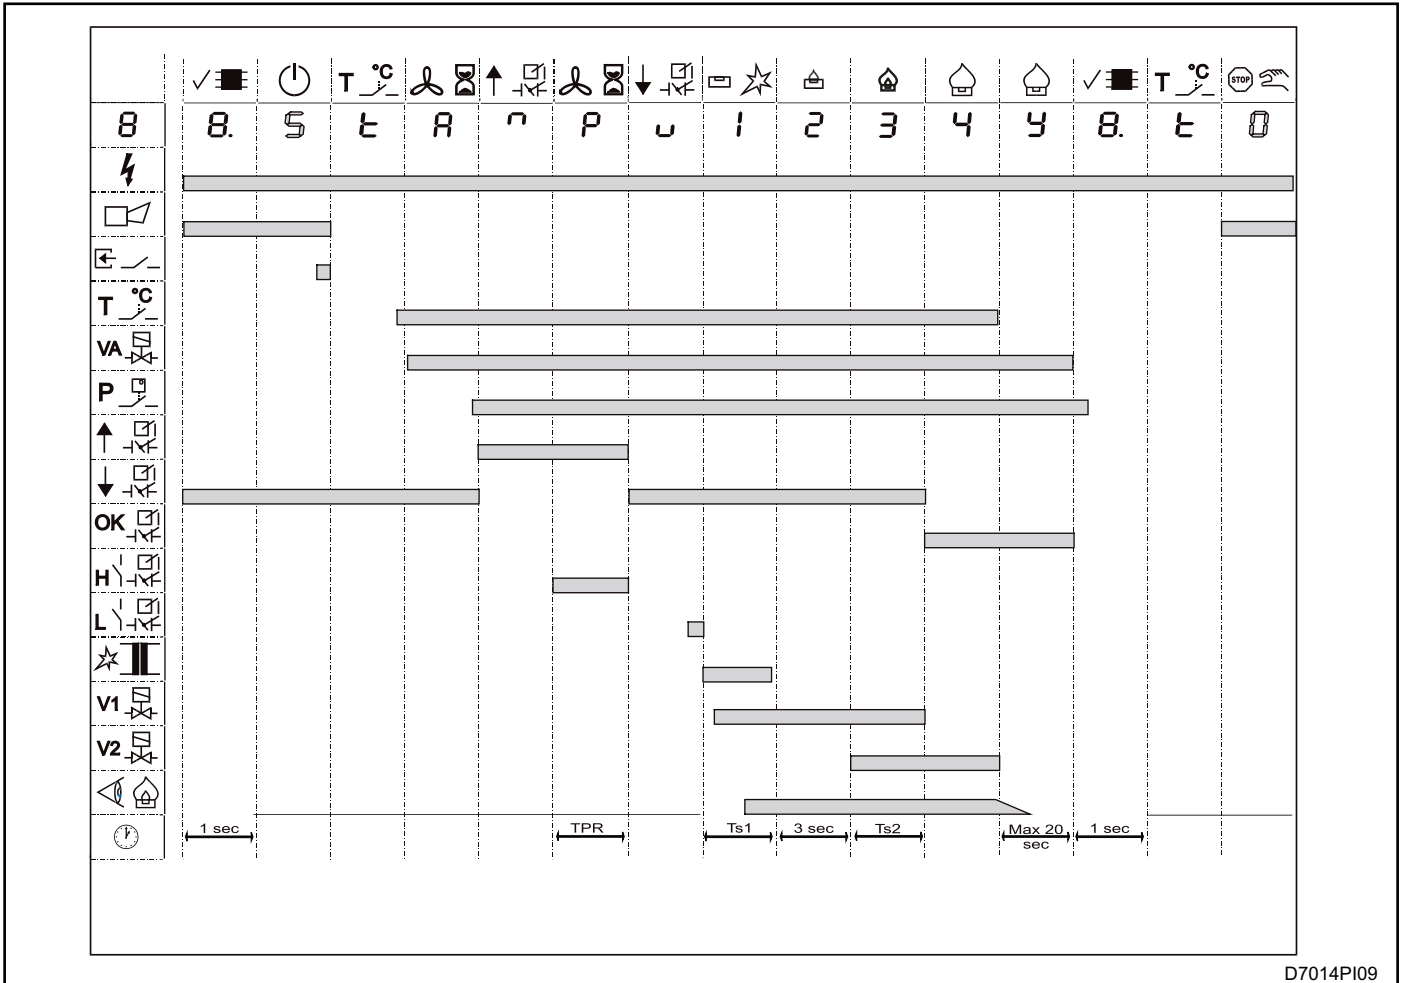 T °C
T °C
STOP
8 8. 5 t A n P u 1 2 3 4 y 8. t 0
T °C
VA
P
OK
H
L
V1
V2
1 sec TPR Ts1 3 sec Ts2 Max 20 sec 1 sec
D7014PI09